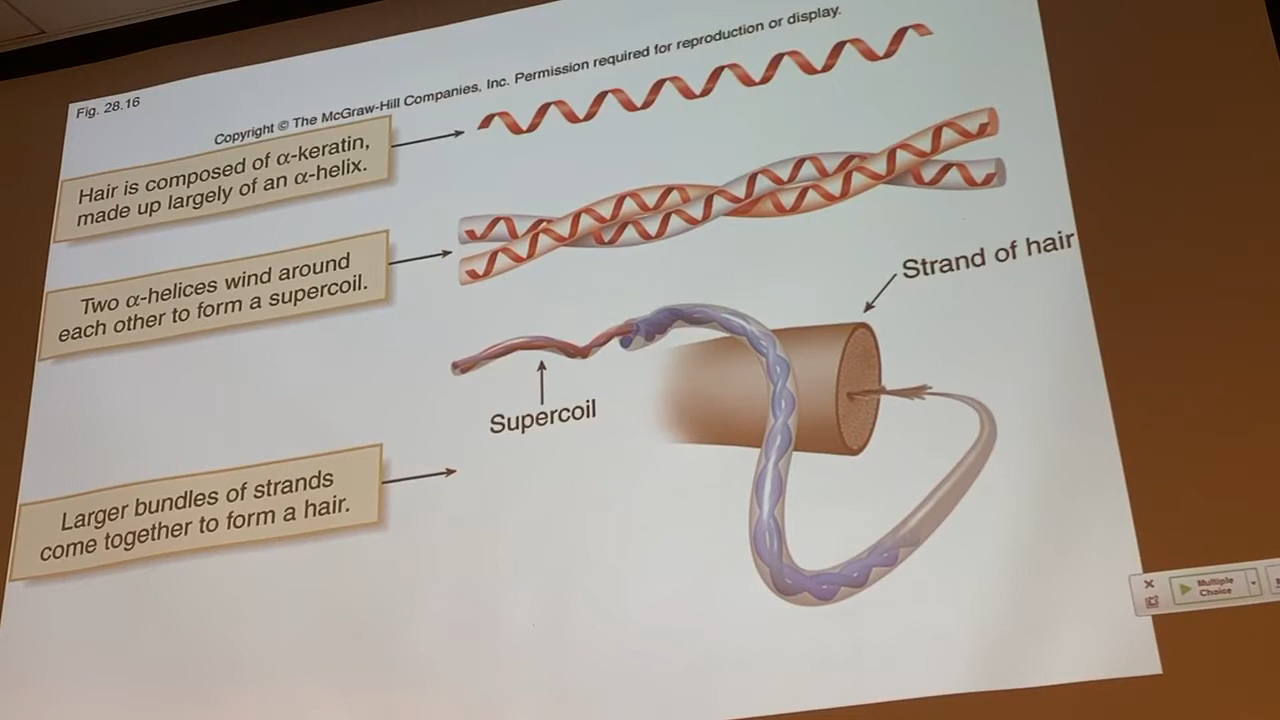 Fig. 28.16
Copyright © The McGraw-Hill Companies, Inc. Permission required for reproduction or display.
Hair is composed of α-keratin,
made up largely of an α-helix.
Two α-helices wind around
each other to form a supercoil.
Strand of hair
Supercoil
Larger bundles of strands
come together to form a hair.
Multiple
Choice